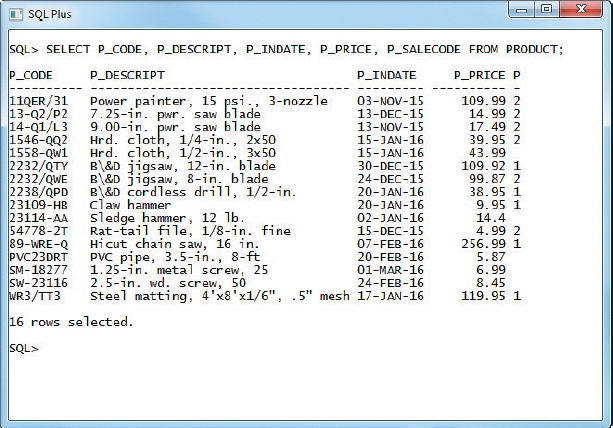 SQL Plus
SQL> SELECT P_CODE, P_DESCRIPT, P_INDATE, P_PRICE, P_SALECODE FROM PRODUCT;
P_CODE     P_DESCRIPT                          P_INDATE     P_PRICE P
---------- ----------------------------------- --------- ---------- -
11QER/31   Power painter, 15 psi., 3-nozzle    03-NOV-15     109.99 2
13-Q2/P2   7.25-in. pwr. saw blade             13-DEC-15      14.99 2
14-Q1/L3   9.00-in. pwr. saw blade             13-NOV-15      17.49 2
1546-QQ2   Hrd. cloth, 1/4-in., 2x50           15-JAN-16      39.95 2
1558-QW1   Hrd. cloth, 1/2-in., 3x50           15-JAN-16      43.99
2232/QTY   B\&D jigsaw, 12-in. blade           30-DEC-15     109.92 1
2232/QWE   B\&D jigsaw, 8-in. blade            24-DEC-15      99.87 2
2238/QPD   B\&D cordless drill, 1/2-in.        20-JAN-16      38.95 1
23109-HB   Claw hammer                         20-JAN-16       9.95 1
23114-AA   Sledge hammer, 12 lb.               02-JAN-16       14.4
54778-2T   Rat-tail file, 1/8-in. fine         15-DEC-15       4.99 2
89-WRE-Q   Hicut chain saw, 16 in.             07-FEB-16     256.99 1
PVC23DRT   PVC pipe, 3.5-in., 8-ft             20-FEB-16       5.87
SM-18277   1.25-in. metal screw, 25            01-MAR-16       6.99
SW-23116   2.5-in. wd. screw, 50               24-FEB-16       8.45
WR3/TT3    Steel matting, 4'x8'x1/6", .5" mesh 17-JAN-16     119.95 1
16 rows selected.
SQL>